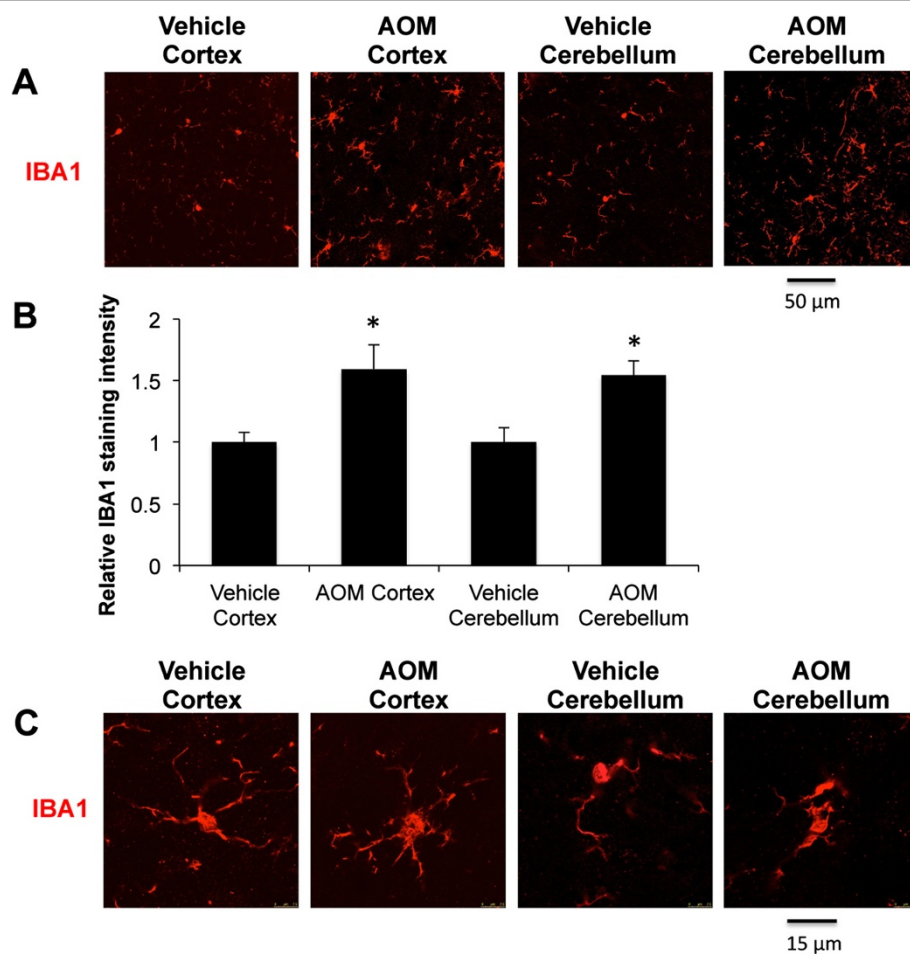 Vehicle Cortex
AOM Cortex
Vehicle Cerebellum
AOM Cerebellum
A
IBA1
50 µm
B
Relative IBA1 staining intensity
2
1.5
1
0.5
0
*
*
Vehicle Cortex
AOM Cortex
Vehicle Cerebellum
AOM Cerebellum
Vehicle Cortex
AOM Cortex
Vehicle Cerebellum
AOM Cerebellum
C
IBA1
15 µm